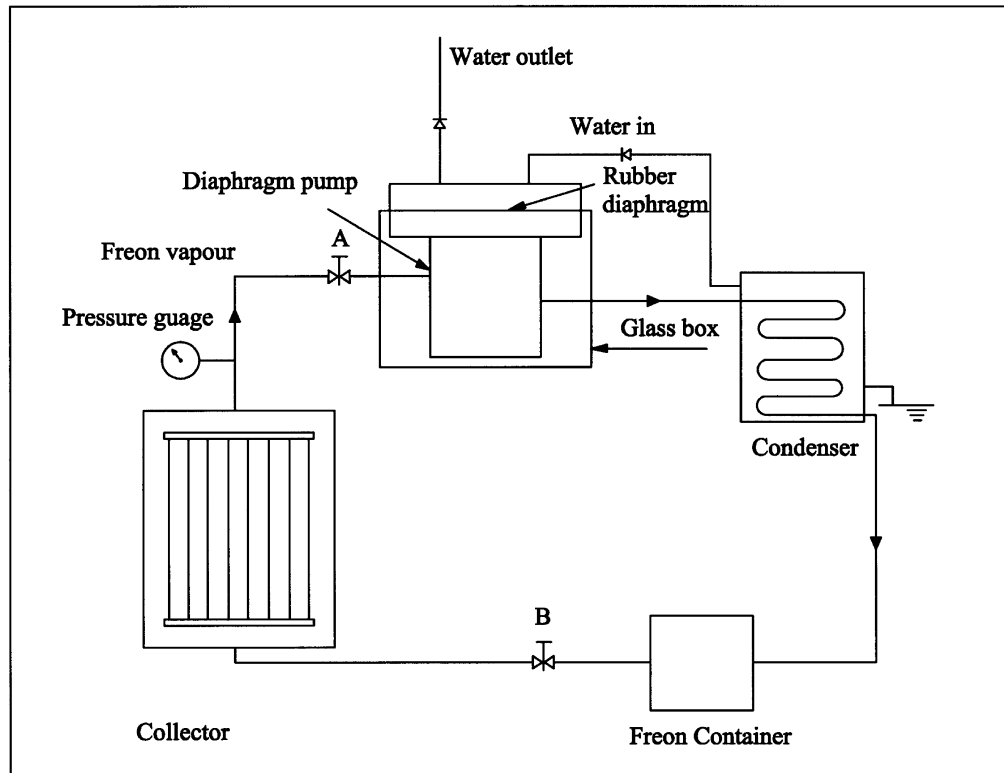 Water outlet
Water in
Diaphragm pump
Rubber
diaphragm
A
Freon vapour
Pressure guage
Glass box
Condenser
B
Collector
Freon Container